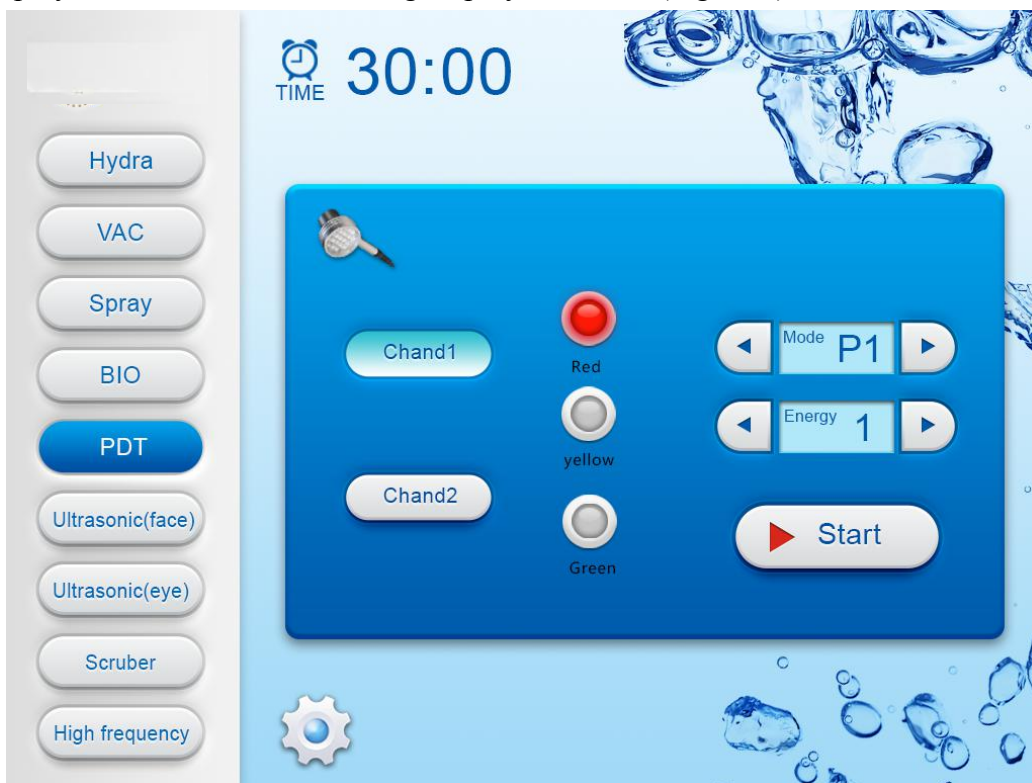 30:00
TIME
Hydra
VAC
Spray
BIO
PDT
Ultrasonic(face)
Ultrasonic(eye)
Scruber
High frequency
Chand1
Chand2
Red
yellow
Green
Mode P1
Energy 1
Start